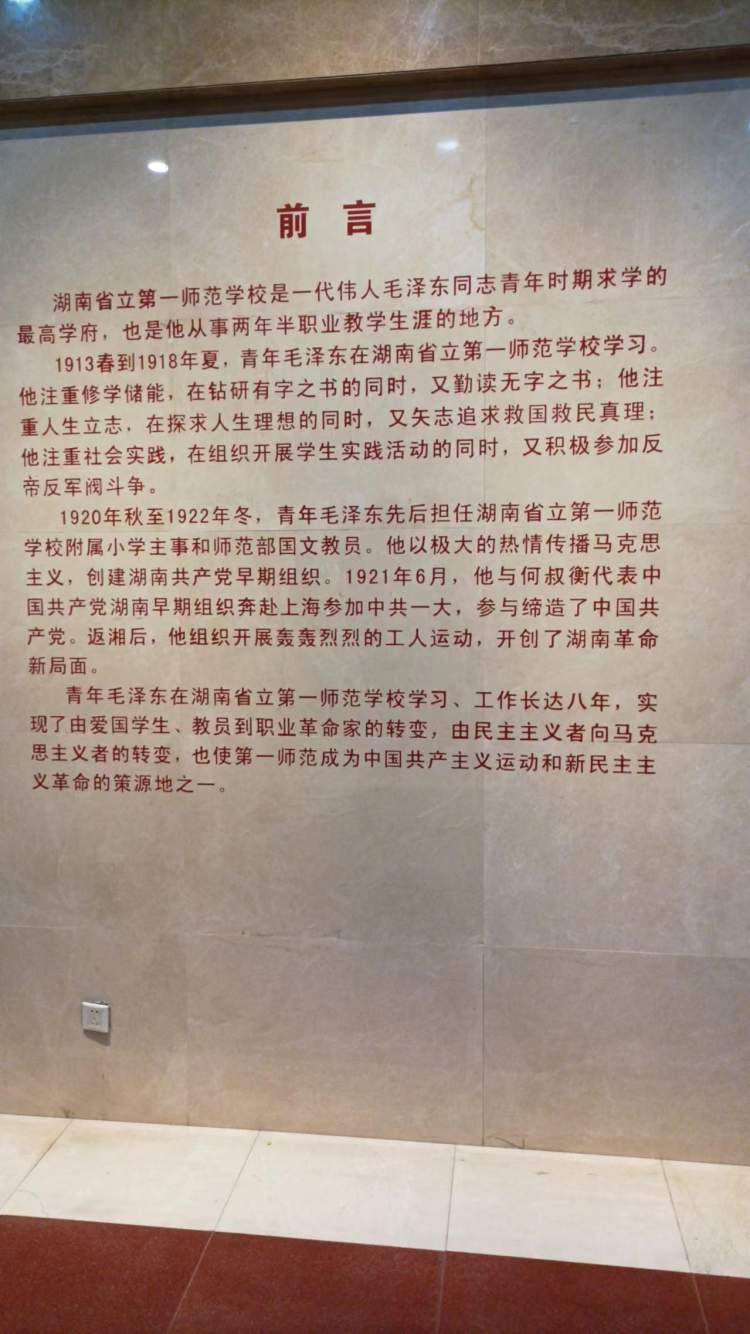 前言
湖南省立第一师范学校是一代伟人毛泽东同志青年时期求学的
最高学府，也是他从事两年半职业教学生涯的地方。
1913春到1918年夏，青年毛泽东在湖南省立第一师范学校学习。
他注重修学储能，在钻研有字之书的同时，又勤读无字之书；他注
重人生立志，在探求人生理想的同时，又矢志追求救国救民真理；
他注重社会实践，在组织开展学生实践活动的同时，又积极参加反
帝反军阀斗争。
1920年秋至1922年冬，青年毛泽东先后担任湖南省立第一师范
学校附属小学主事和师范部国文教员。他以极大的热情传播马克思
主义，创建湖南共产党早期组织。1921年6月，他与何叔衡代表中
国共产党湖南早期组织奔赴上海参加中共一大，参与缔造了中国共
产党。返湘后，他组织开展轰轰烈烈的工人运动，开创了湖南革命
新局面。
青年毛泽东在湖南省立第一师范学校学习、工作长达八年，实
现了由爱国学生、教员到职业革命家的转变，由民主主义者向马克
思主义者的转变，也使第一师范成为中国共产主义运动和新民主主
义革命的策源地之一。